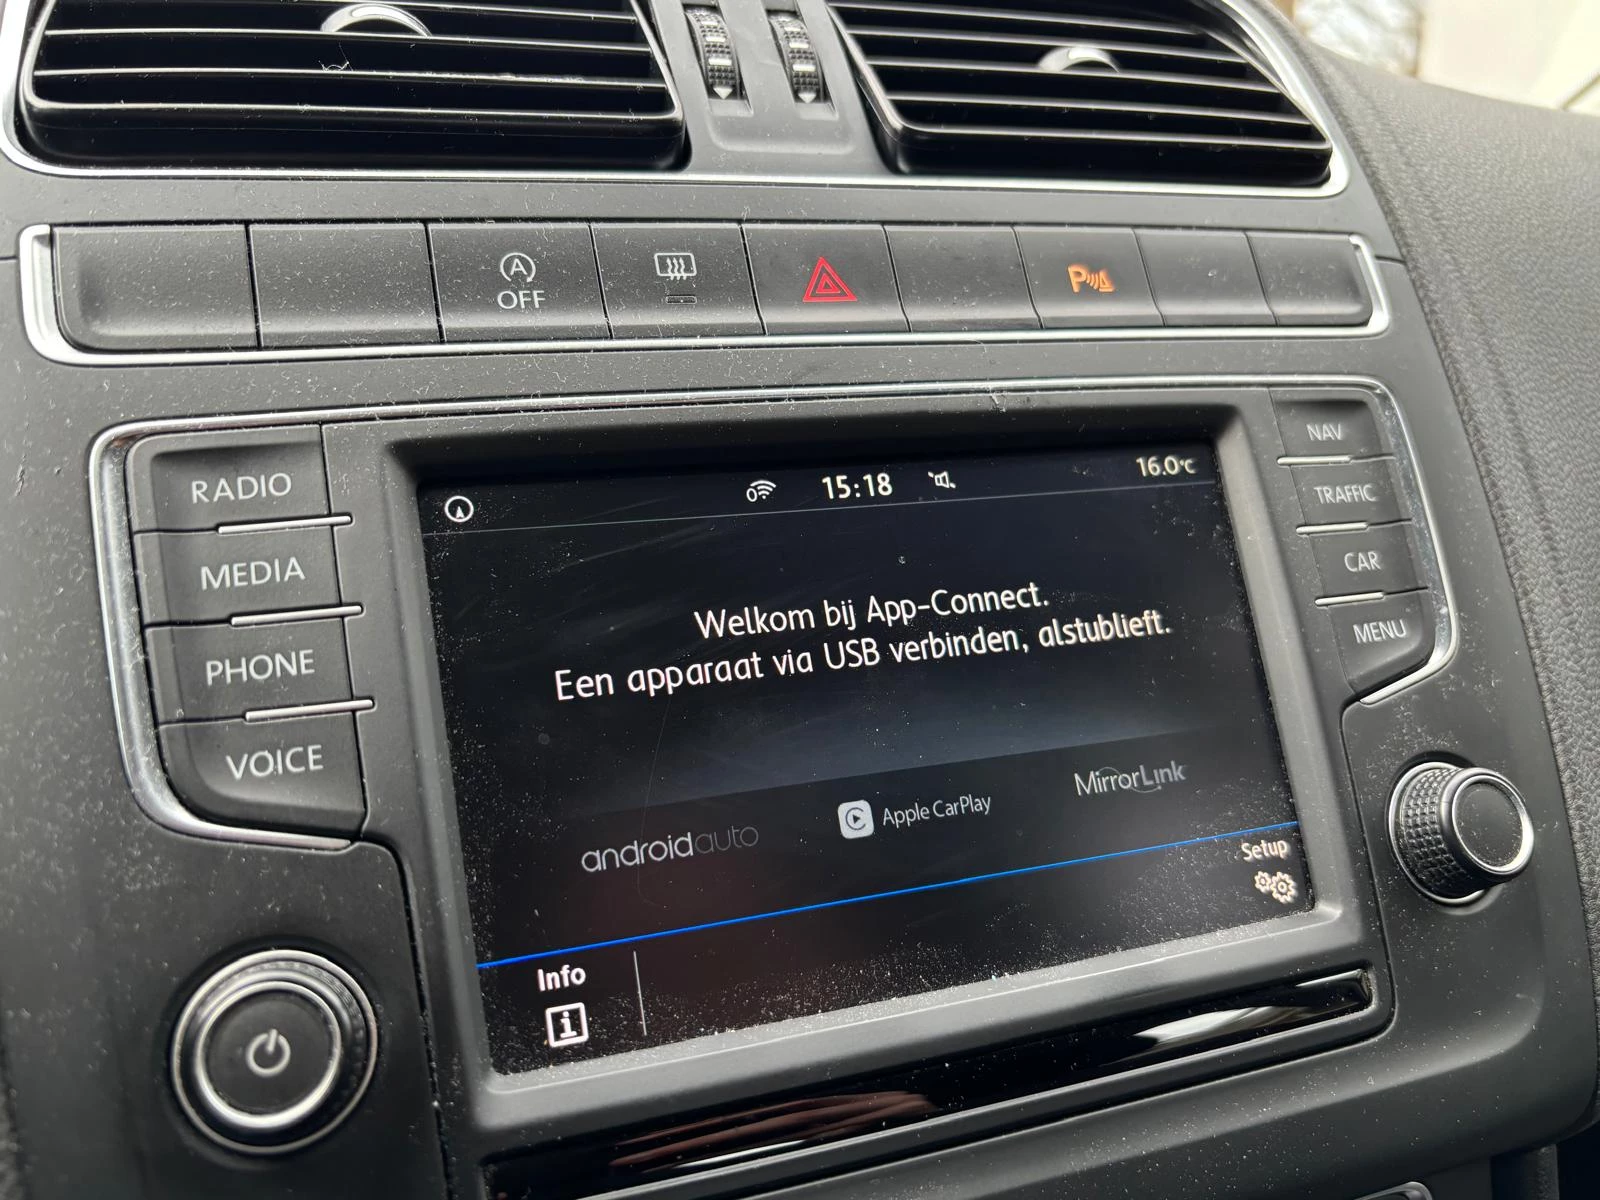 A
OFF
P
RADIO
MEDIA
PHONE
VOICE
NAV
TRAFFIC
CAR
MENU
0
15:18
16.0°C
Welkom bij App-Connect.
Een apparaat via USB verbinden, alstublieft.
androidauto
Apple CarPlay
MirrorLink
Setup
Info
i